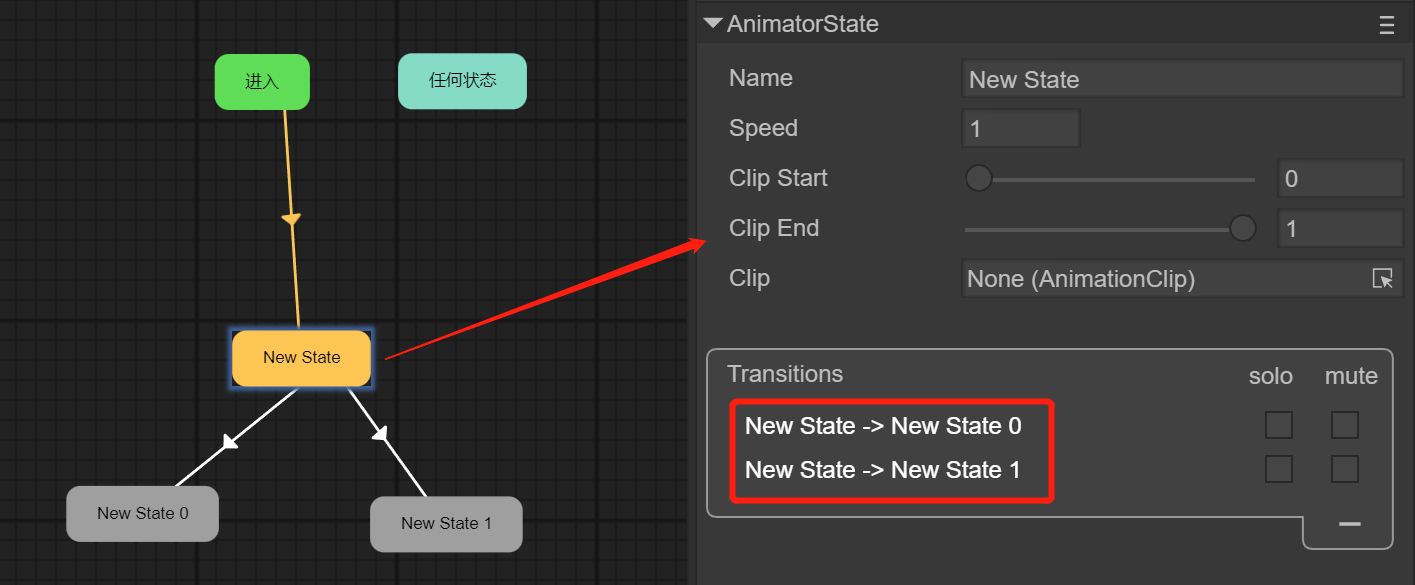 进入
任何状态
New State
New State 0
New State 1
AnimatorState
Name
New State
Speed
1
Clip Start
0
Clip End
1
Clip
None (AnimationClip)
Transitions
solo
mute
New State -> New State 0
New State -> New State 1